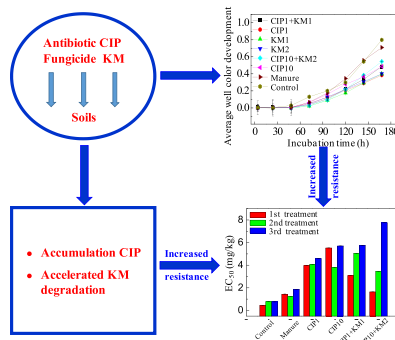 Antibiotic CIP
Fungicide KM
Soils
Average well color development
0.8
0.6
0.4
0.2
0.0
0
30
60
90
120
150
180
Incubation time (h)
CIP1+KM1
CIP1
KM1
KM2
CIP10+KM2
CIP10
Manure
Control
Increased
resistance
Accumulation CIP
Accelerated KM
degradation
Increased
resistance
EC50 (mg/kg)
8
6
4
2
0
1st treatment
2nd treatment
3rd treatment
Control
Manure
CIP1
CIP10
CIP1+KM1
CIP10+KM2